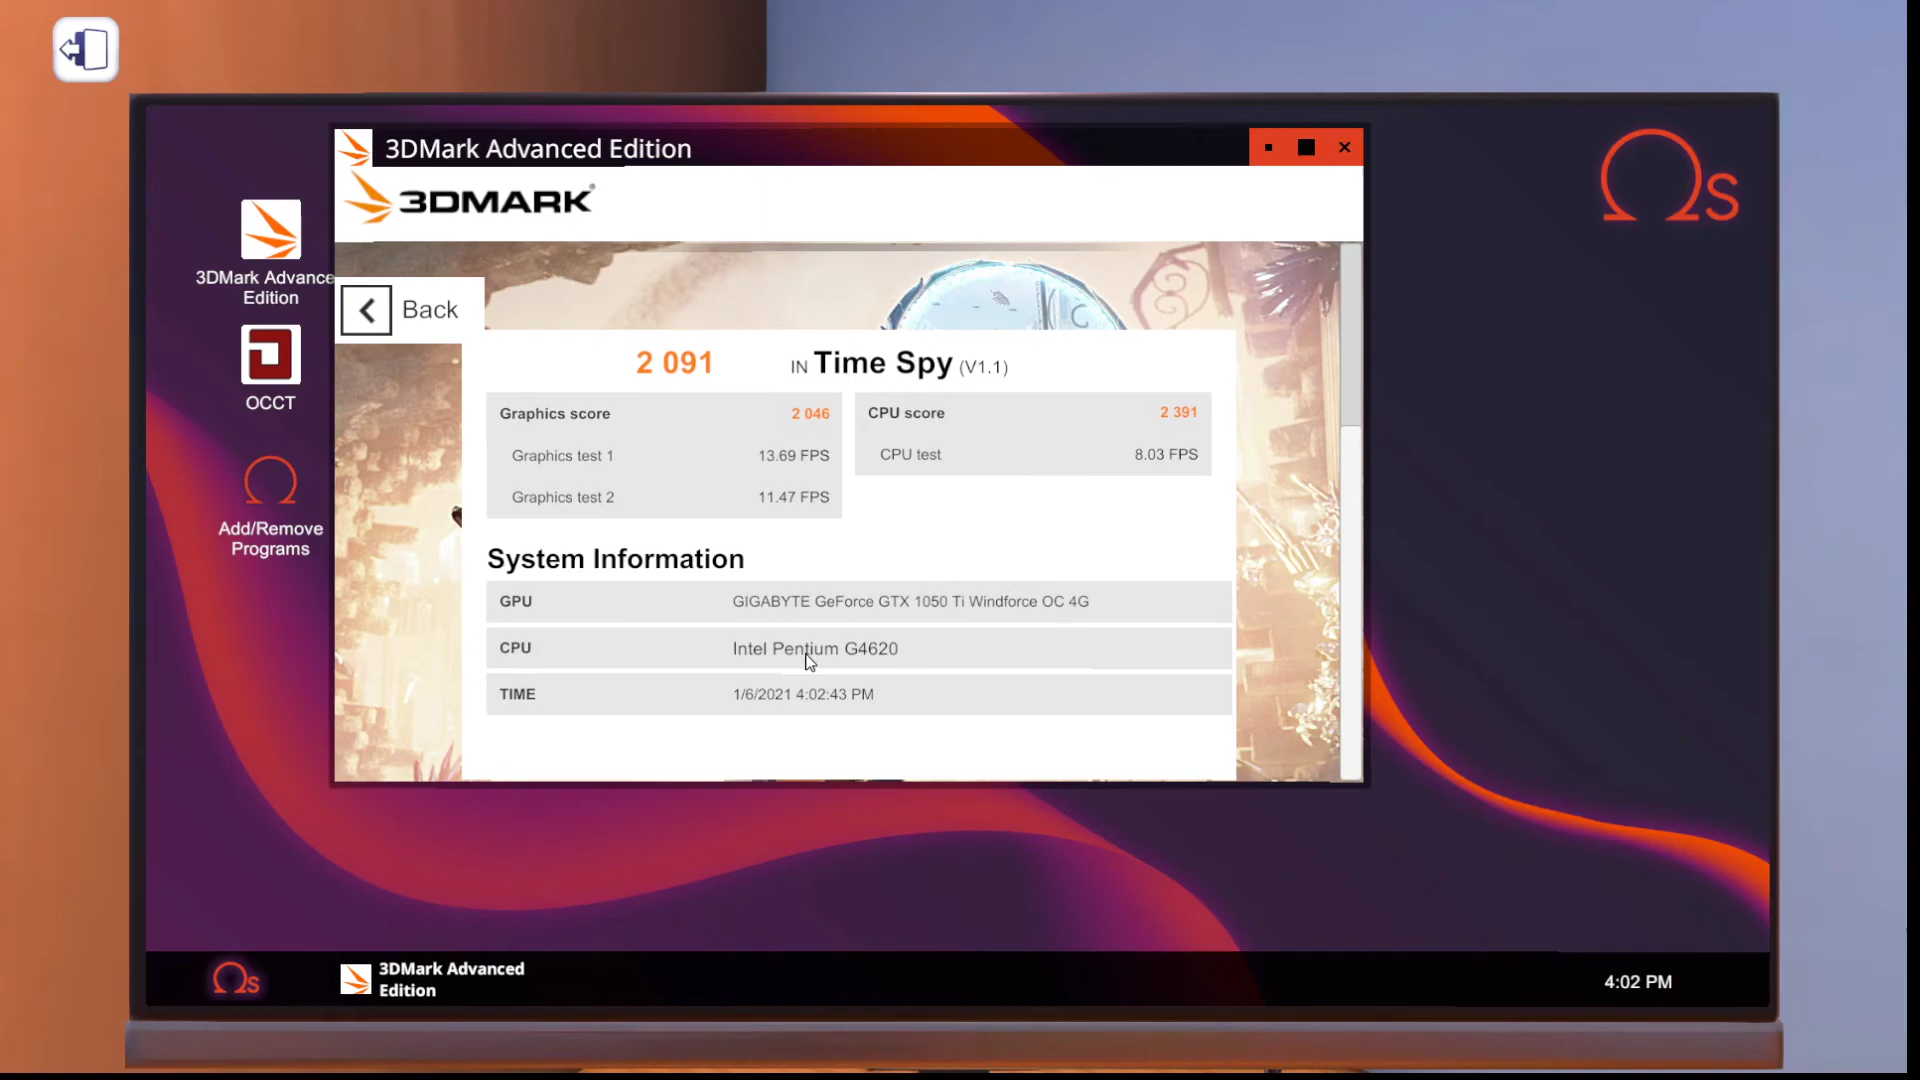 3DMark Advanced Edition
3DMARK
Ωs
3DMark Advance
Edition
OCCT
Add/Remove
Programs
Back
2 091 IN Time Spy (V1.1)
Graphics score 2 046
Graphics test 1 13.69 FPS
Graphics test 2 11.47 FPS
CPU score 2 391
CPU test 8.03 FPS
System Information
GPU GIGABYTE GeForce GTX 1050 Ti Windforce OC 4G
CPU Intel Pentium G4620
TIME 1/6/2021 4:02:43 PM
Ωs
3DMark Advanced
Edition
4:02 PM